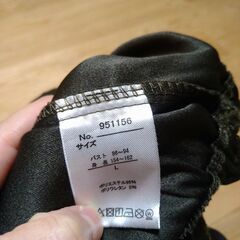 No. 951156
サイズ
バスト 86~94
身長 154~162
L
ポリエステル95%
ポリウレタン 5%